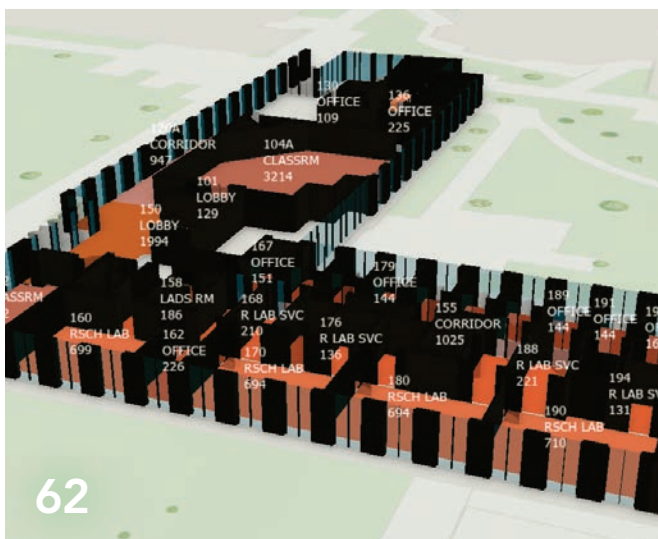 130
OFFICE
109
136
OFFICE
225
CORRIDOR
947
104A
CLASSRM
3214
101
LOBBY
129
150
LOBBY
1994
167
OFFICE
151
179
OFFICE
144
158
LADS RM
186
168
R LAB SVC
210
160
RSCH LAB
699
162
OFFICE
226
170
RSCH LAB
694
176
R LAB SVC
136
155
CORRIDOR
1025
189
OFFICE
144
191
OFFICE
144
180
RSCH LAB
694
188
R LAB SVC
221
190
RSCH LAB
710
194
R LAB SV
131
62